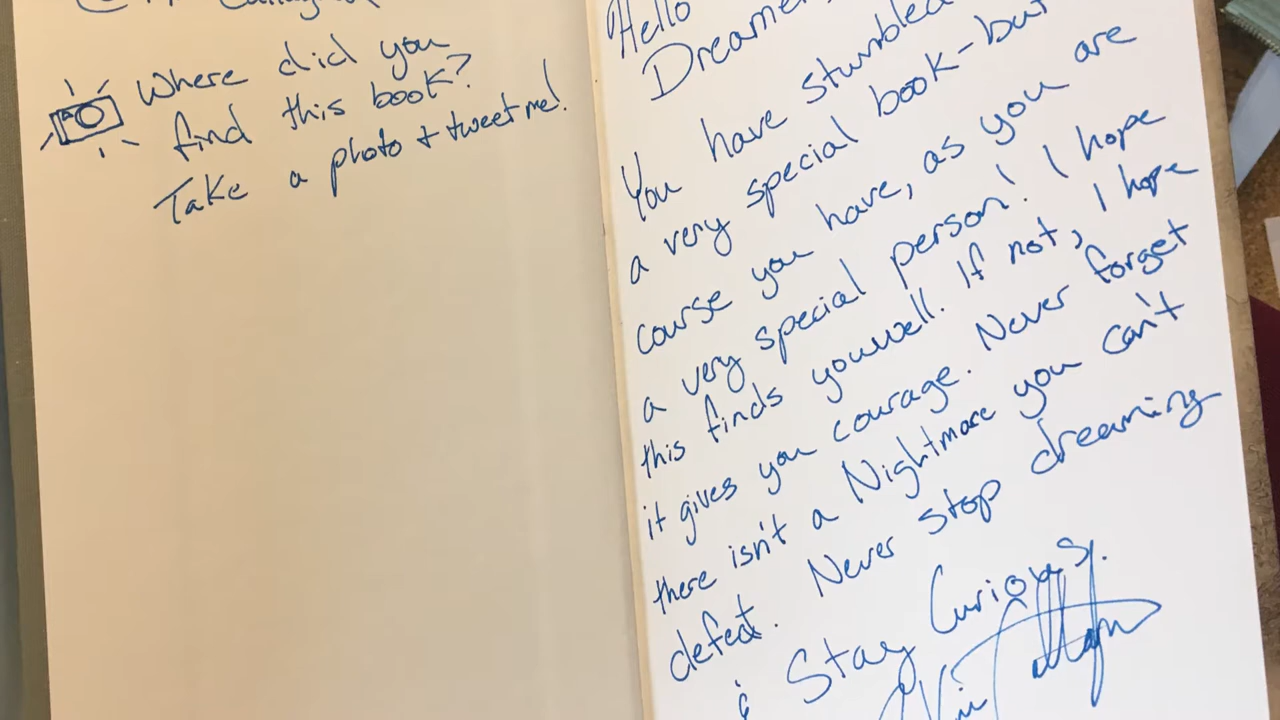 Where did you
find this book?
Take a photo + tweet me!
Hello
Dreamer,
You have stumbled
a very special book-but
course you have, as you are
a very special person! I hope
this finds you well. If not, I hope
it gives you courage. Never forget
there isn't a Nightmare you can't
defeat. Never stop dreaming
& Stay Curious.